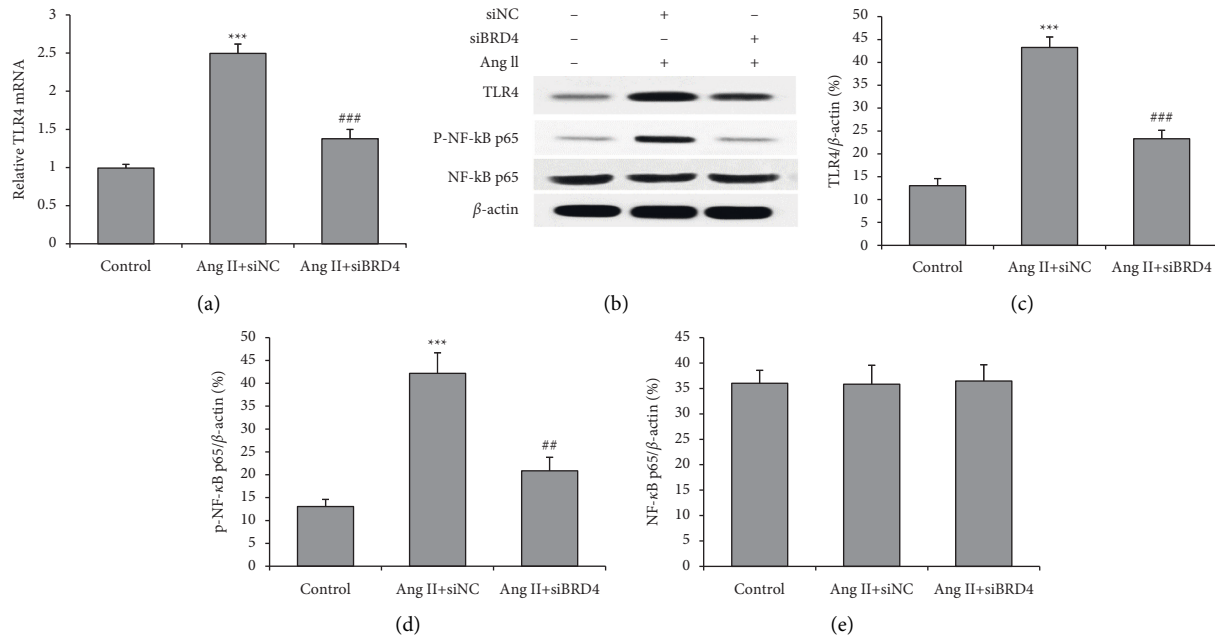 Relative TLR4 mRNA
3
2.5
2
1.5
1
0.5
0
***
###
Control
Ang II+siNC
Ang II+siBRD4
(a)
siNC – + –
siBRD4 – – +
Ang ll – + +
TLR4
P-NF-kB p65
NF-kB p65
β-actin
(b)
TLR4/β-actin (%)
50
45
40
35
30
25
20
15
10
5
0
***
###
Control
Ang II+siNC
Ang II+siBRD4
(c)
p-NF-κB p65/β-actin (%)
50
45
40
35
30
25
20
15
10
5
0
***
##
Control
Ang II+siNC
Ang II+siBRD4
(d)
NF-κB p65/β-actin (%)
45
40
35
30
25
20
15
10
5
0
Control
Ang II+siNC
Ang II+siBRD4
(e)